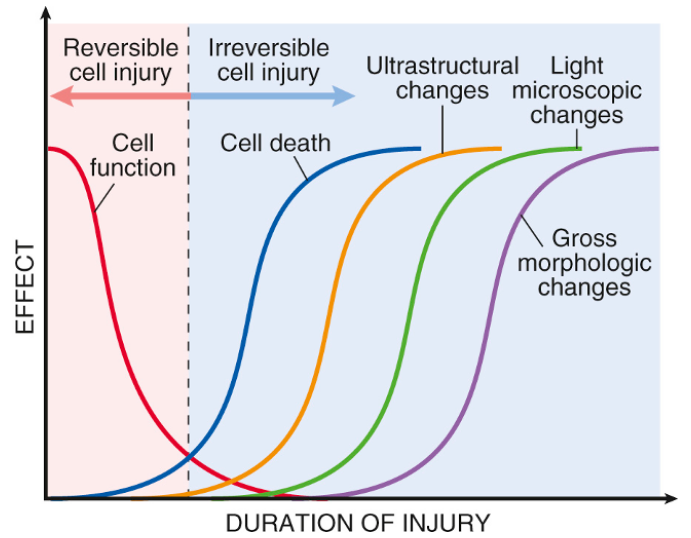 Reversible
cell injury
Irreversible
cell injury
Ultrastructural
changes
Light
microscopic
changes
Cell
function
Cell death
Gross
morphologic
changes
EFFECT
DURATION OF INJURY